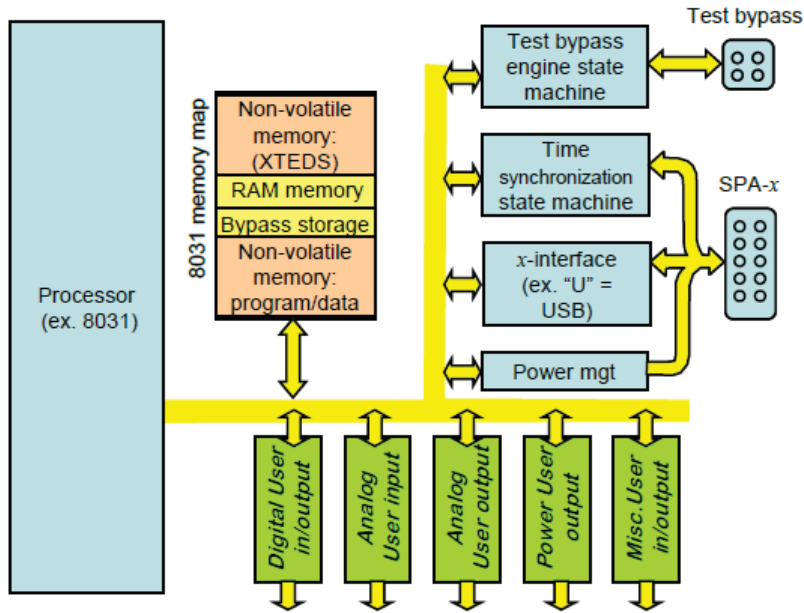 Processor
(ex. 8031)
8031 memory map
Non-volatile
memory:
(XTEDS)
RAM memory
Bypass storage
Non-volatile
memory:
program/data
Test bypass
engine state
machine
Test bypass
Time
synchronization
state machine
SPA-x
x-interface
(ex. “U” =
USB)
Power mgt
Digital User
in/output
Analog
User input
Analog
User output
Power User
output
Misc.User
in/output